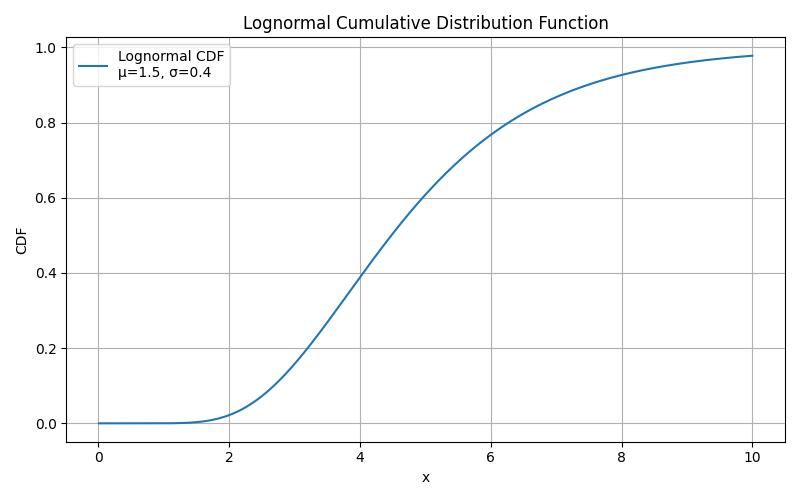 Lognormal Cumulative Distribution Function
1.0
Lognormal CDF
μ=1.5, σ=0.4
0.8
0.6
CDF
0.4
0.2
0.0
0 2 4 6 8 10
x